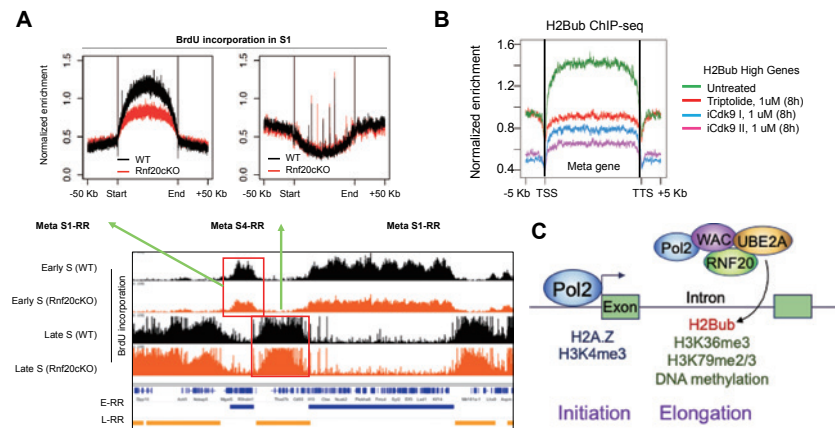 A
BrdU incorporation in S1
Normalized enrichment
1.5
1.0
0.5
0.0
WT
Rnf20cKO
-50 Kb
Start
End
+50 Kb
1.5
1.0
0.5
0.0
WT
Rnf20cKO
-50 Kb
Start
End
+50 Kb
Meta S1-RR
Meta S4-RR
Meta S1-RR
BrdU incorporation
Early S (WT)
Early S (Rnf20cKO)
Late S (WT)
Late S (Rnf20cKO)
E-RR
L-RR
B
H2Bub ChIP-seq
Normalized enrichment
1.6
1.2
0.8
0.4
Meta gene
-5 Kb
TSS
TTS
+5 Kb
H2Bub High Genes
Untreated
Triptolide, 1uM (8h)
iCdk9 I, 1 uM (8h)
iCdk9 II, 1 uM (8h)
C
Pol2
WAC
UBE2A
RNF20
Pol2
Exon
Intron
H2A.Z
H3K4me3
H2Bub
H3K36me3
H3K79me2/3
DNA methylation
Initiation
Elongation